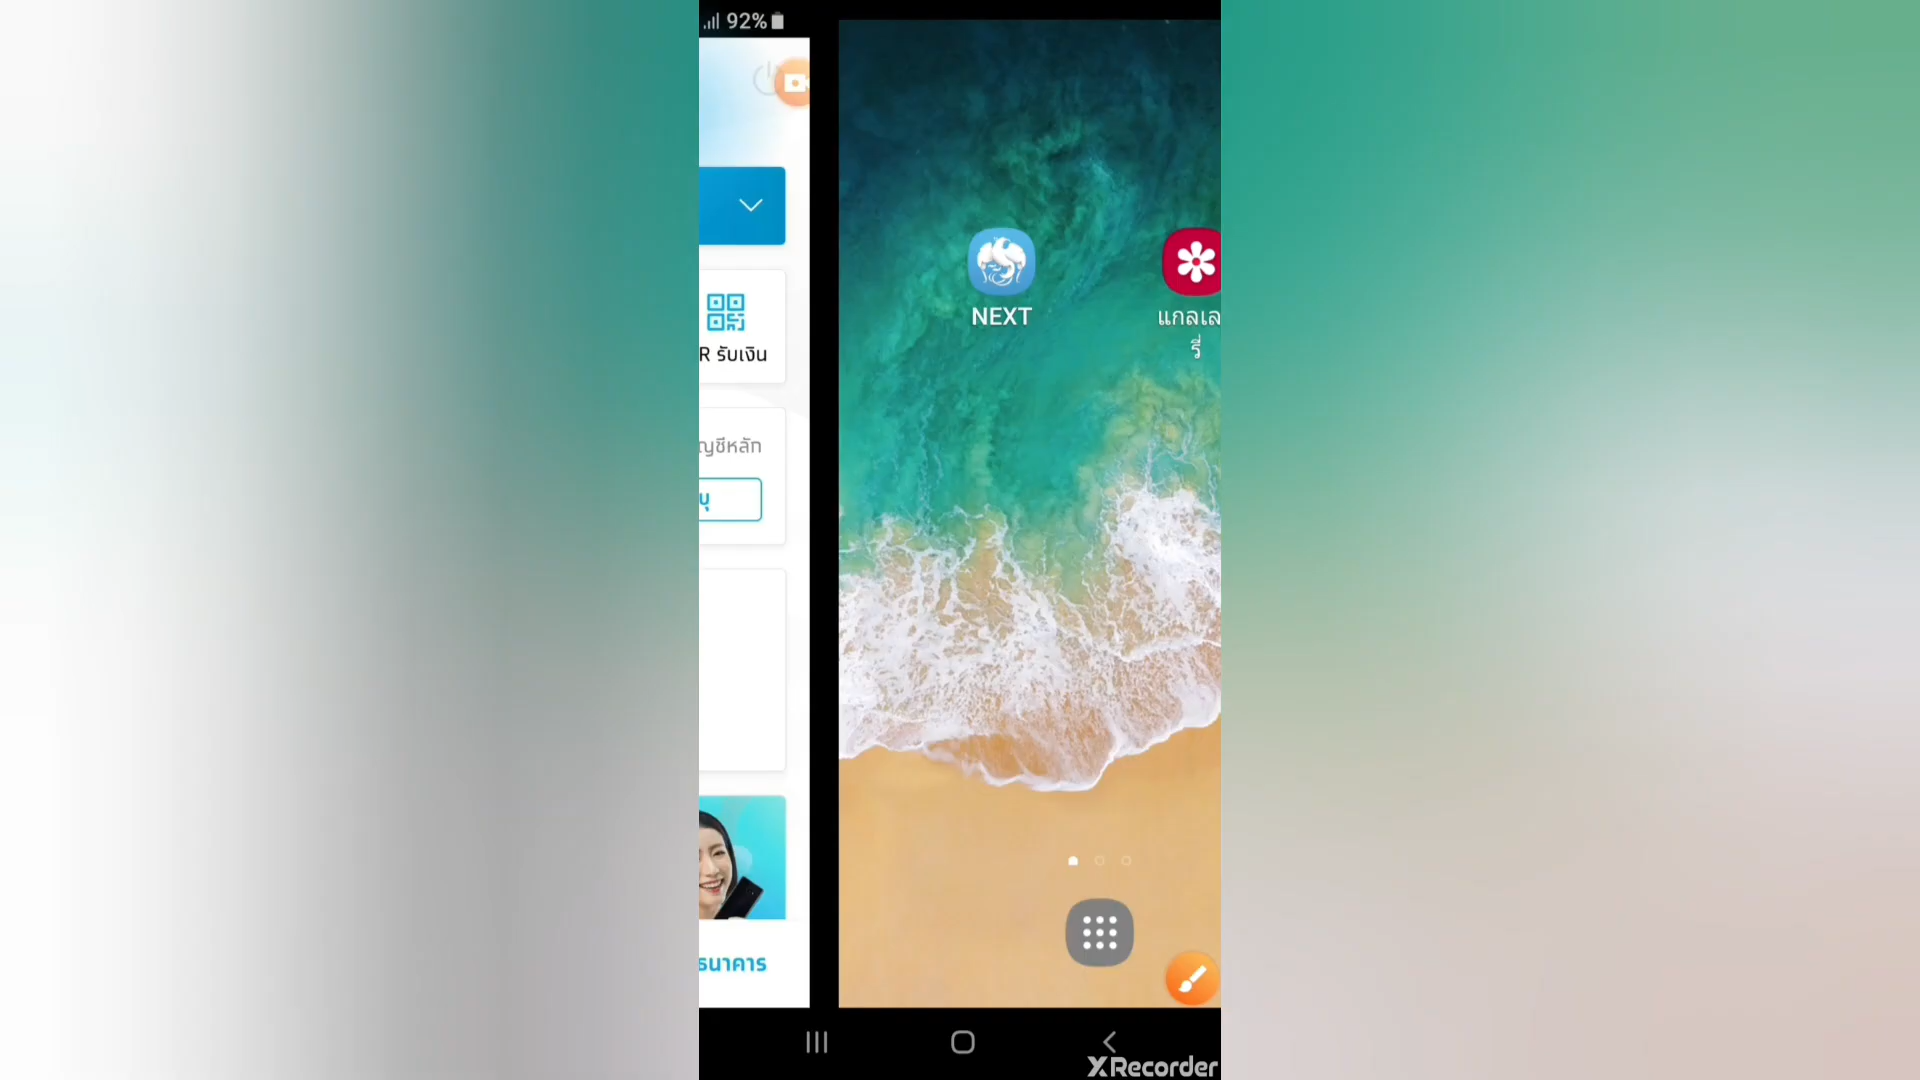 92%
R รับเงิน
ญชีหลัก
ธนาคาร
NEXT
แกลเล
รี่
XRecorder